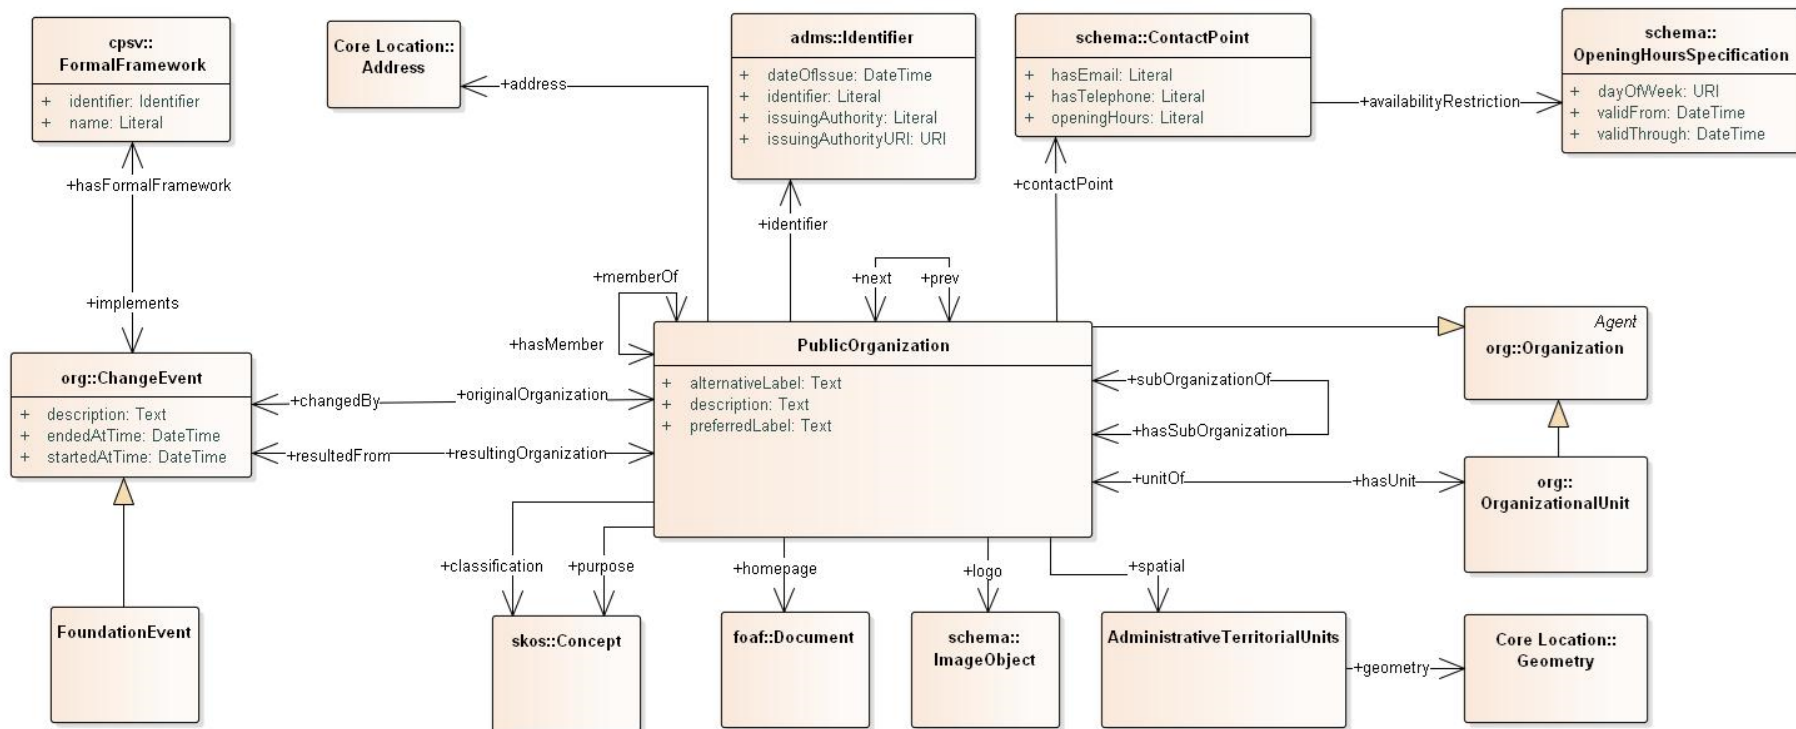 cpsv::
FormalFramework
+ identifier: Identifier
+ name: Literal
Core Location::
Address
+address
adms::Identifier
+ dateOfIssue: DateTime
+ identifier: Literal
+ issuingAuthority: Literal
+ issuingAuthorityURI: URI
schema::ContactPoint
+ hasEmail: Literal
+ hasTelephone: Literal
+ openingHours: Literal
+availabilityRestriction
schema::
OpeningHoursSpecification
+ dayOfWeek: URI
+ validFrom: DateTime
+ validThrough: DateTime
+hasFormalFramework
+implements
+identifier
+contactPoint
+memberOf
+hasMember
+next
+prev
org::ChangeEvent
+ description: Text
+ endedAtTime: DateTime
+ startedAtTime: DateTime
+changedBy
+originalOrganization
+resultedFrom
+resultingOrganization
PublicOrganization
+ alternativeLabel: Text
+ description: Text
+ preferredLabel: Text
Agent
org::Organization
+subOrganizationOf
+hasSubOrganization
+unitOf
+hasUnit
org::
OrganizationalUnit
+classification
+purpose
+homepage
+logo
+spatial
FoundationEvent
skos::Concept
foaf::Document
schema::
ImageObject
AdministrativeTerritorialUnits
+geometry
Core Location::
Geometry